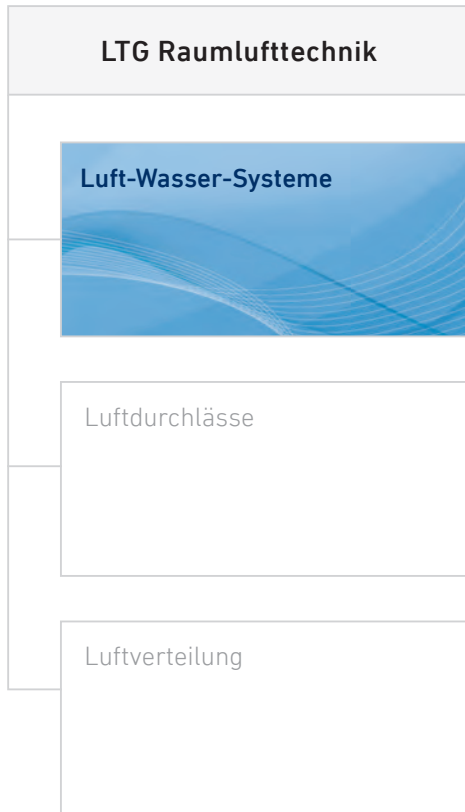 LTG Raumlufttechnik
Luft-Wasser-Systeme
Luftdurchlässe
Luftverteilung